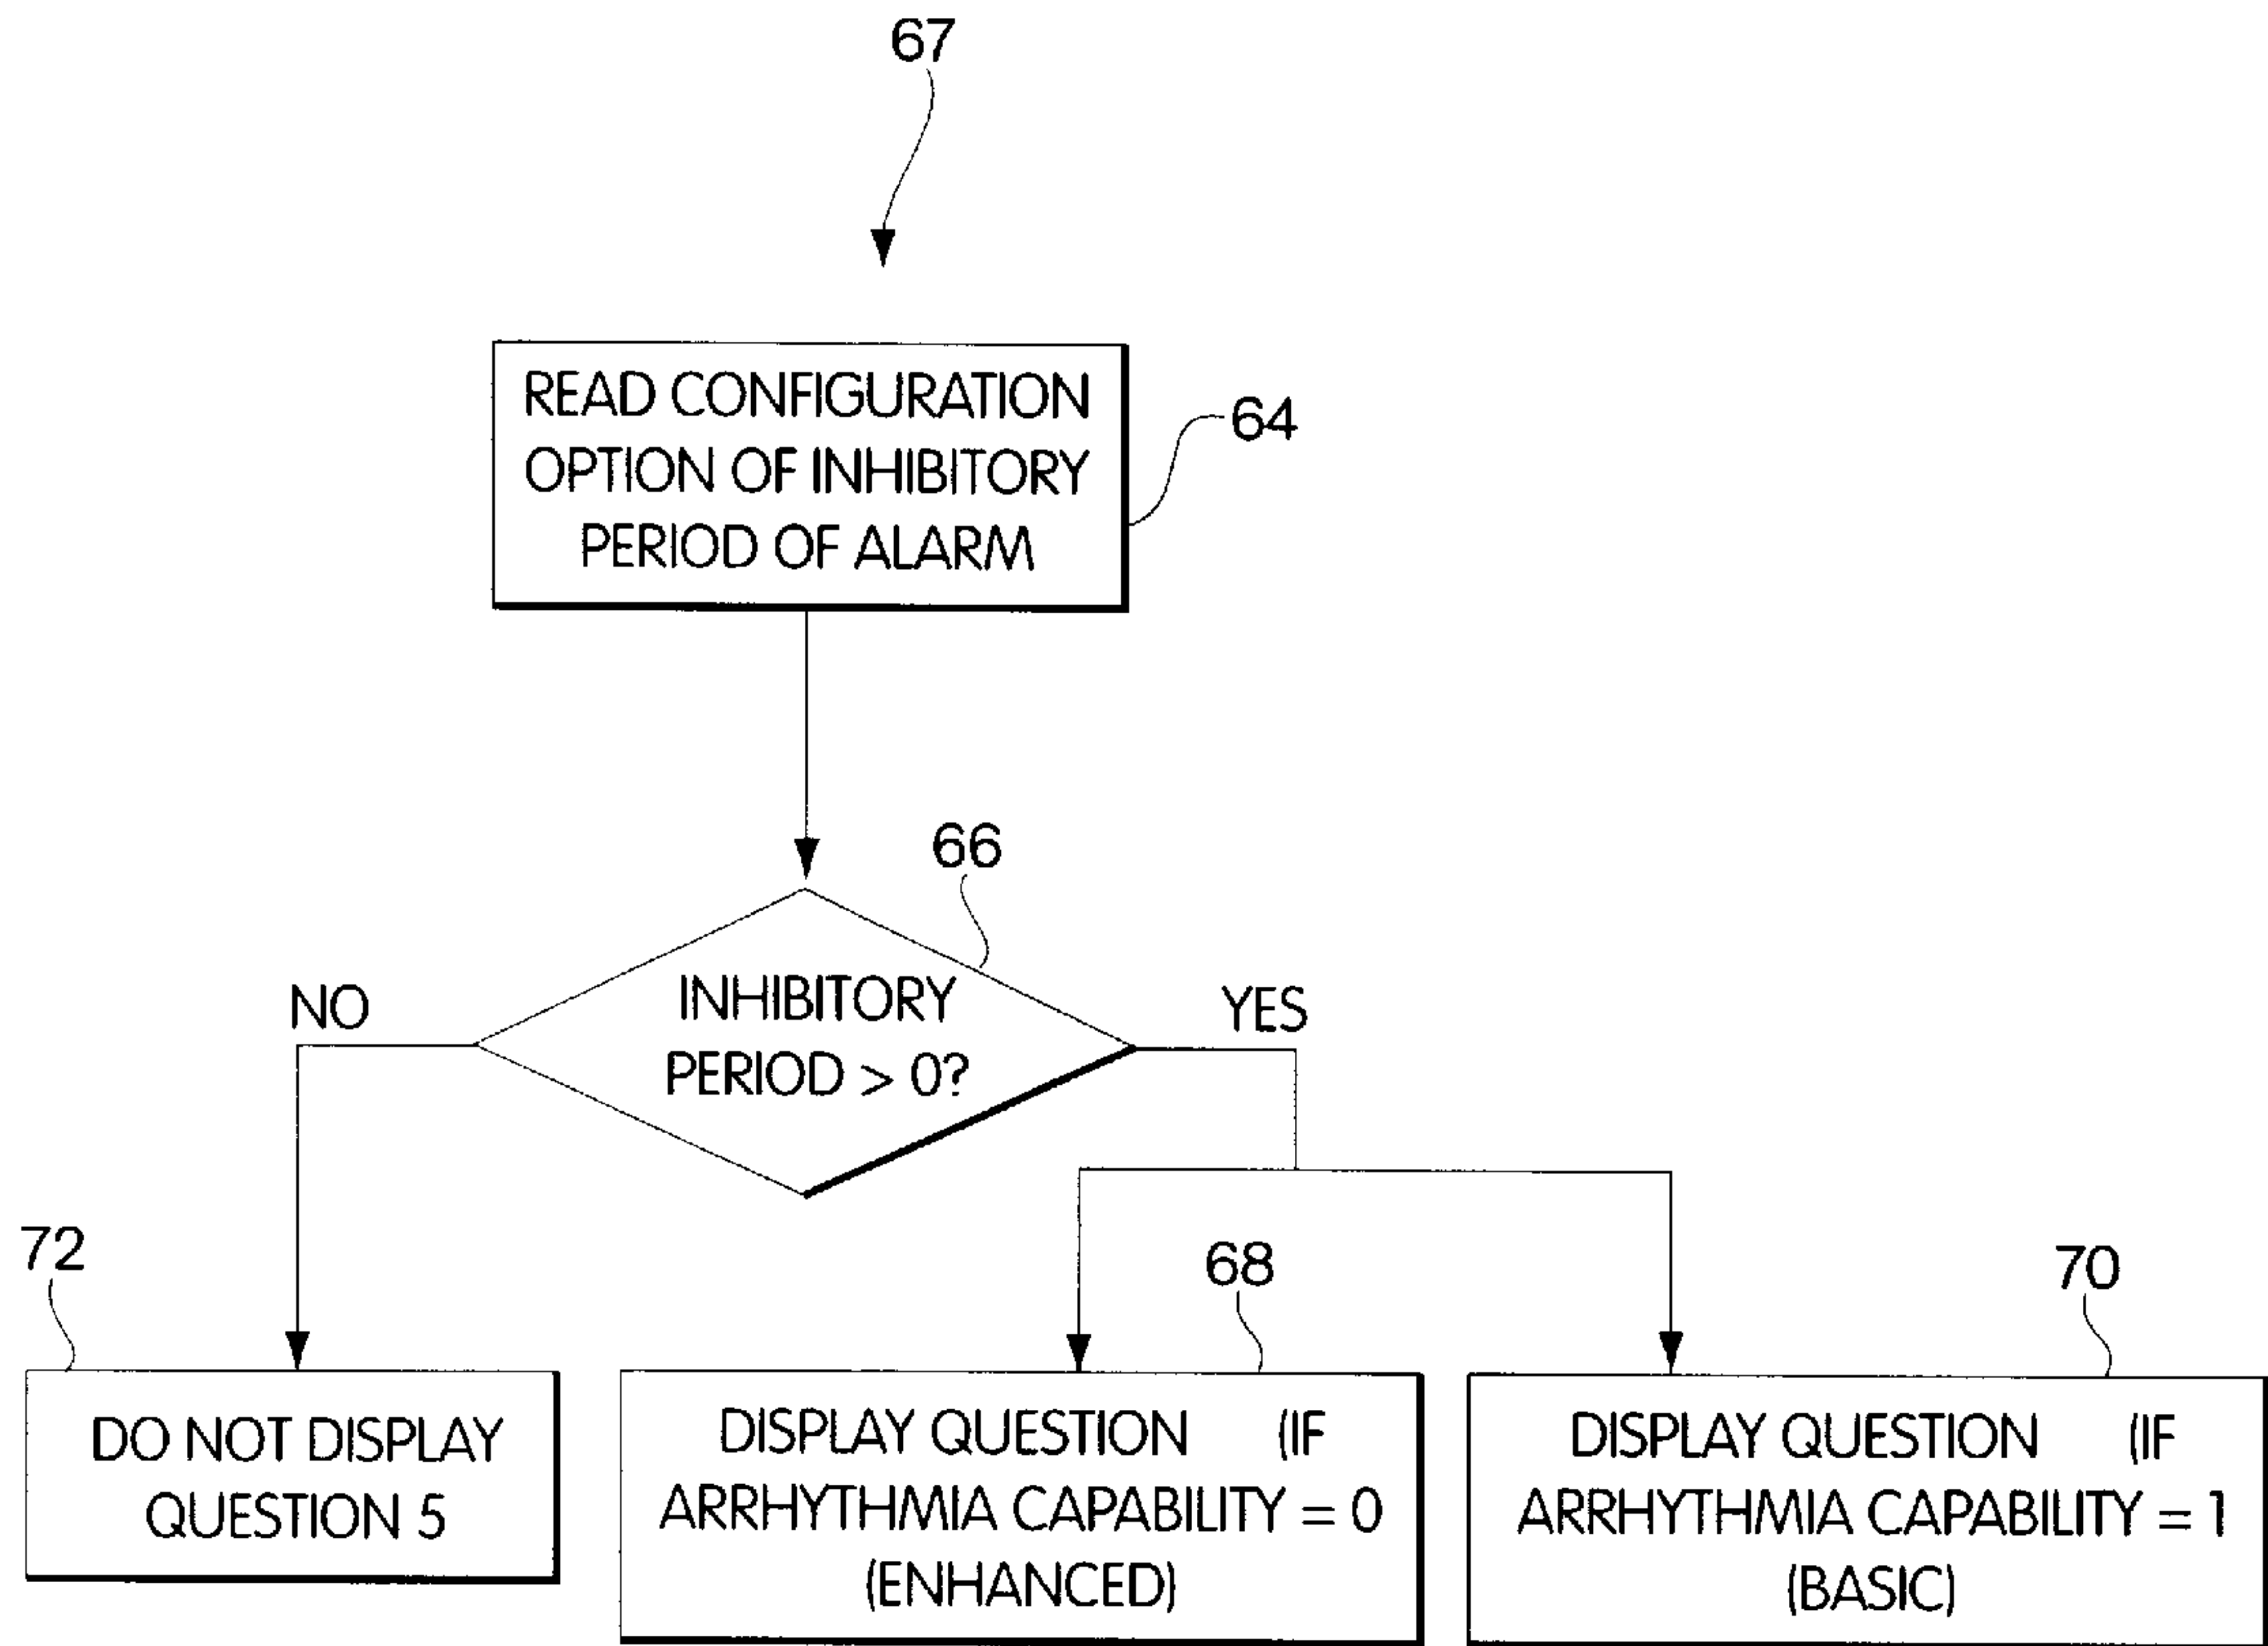 67
READ CONFIGURATION
OPTION OF INHIBITORY
PERIOD OF ALARM
64
66
INHIBITORY
PERIOD > 0?
NO
YES
72
68
70
DO NOT DISPLAY
QUESTION 5
DISPLAY QUESTION (IF
ARRHYTHMIA CAPABILITY = 0
(ENHANCED)
DISPLAY QUESTION (IF
ARRHYTHMIA CAPABILITY = 1
(BASIC)